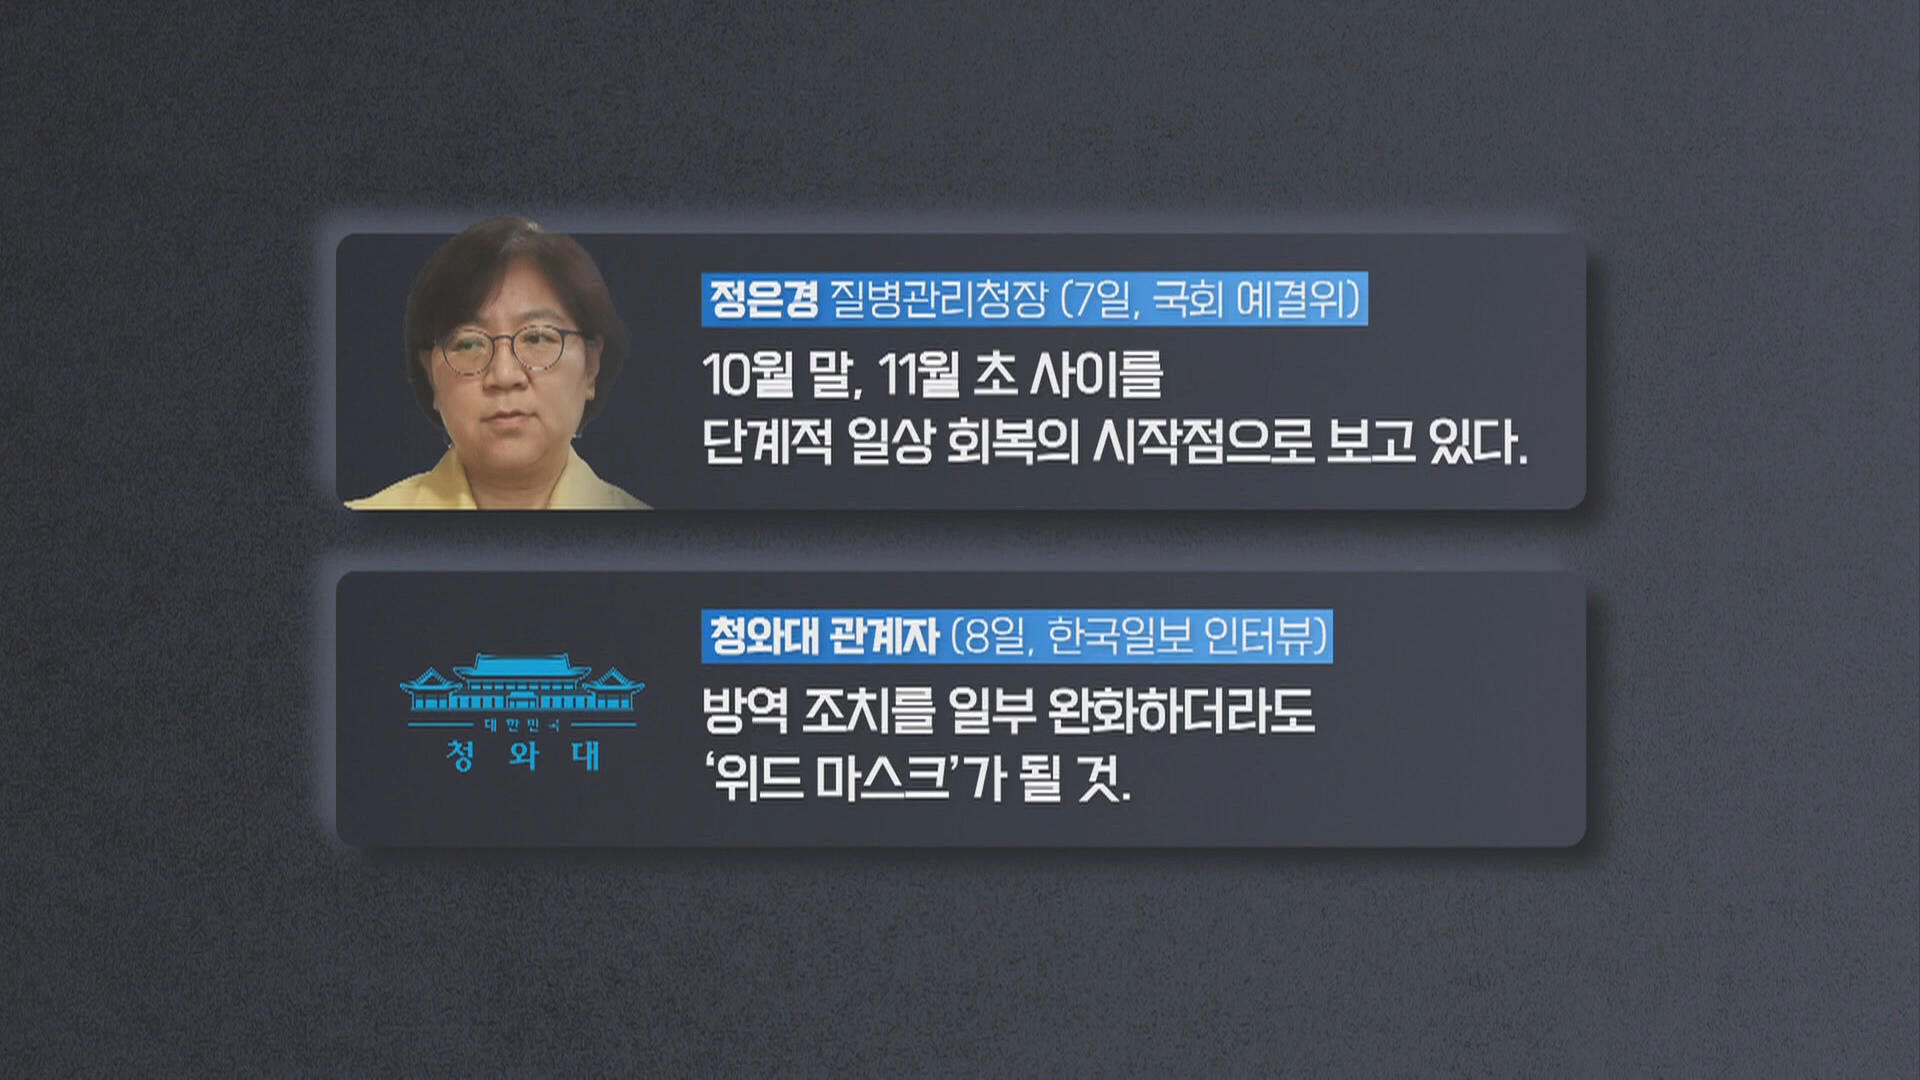 정은경 질병관리청장 (7일, 국회 예결위)
10월 말, 11월 초 사이를
단계적 일상 회복의 시작점으로 보고 있다.
대한민국
청와대
청와대 관계자 (8일, 한국일보 인터뷰)
방역 조치를 일부 완화하더라도
‘위드 마스크’가 될 것.